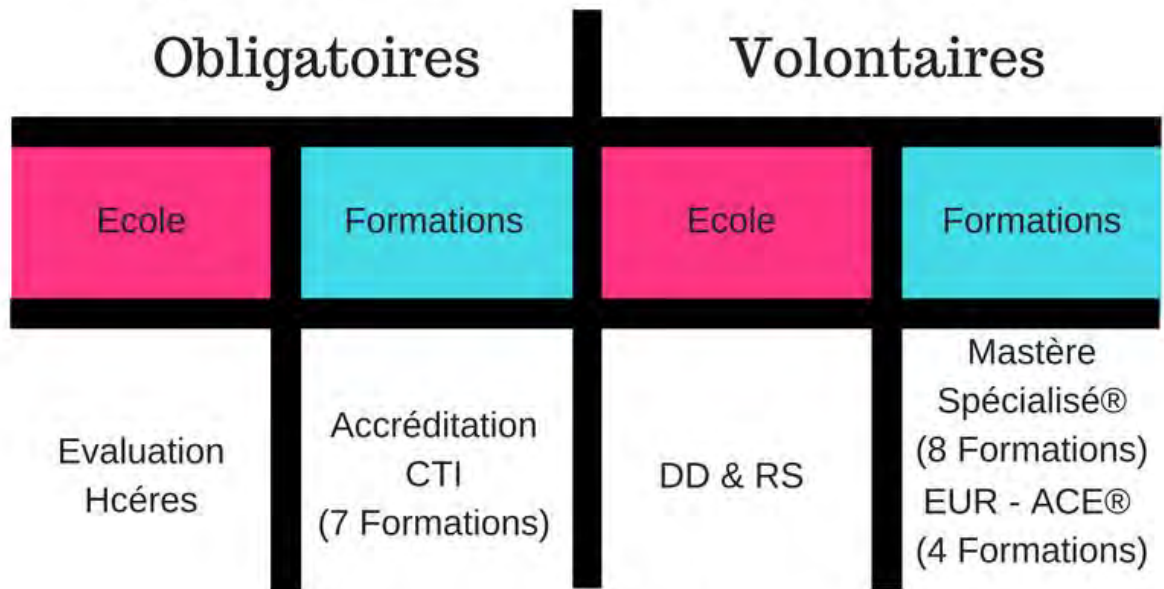 Obligatoires
Volontaires
Ecole
Formations
Ecole
Formations
Evaluation
Hcéres
Accréditation
CTI
(7 Formations)
DD & RS
Mastère
Spécialisé®
(8 Formations)
EUR - ACE®
(4 Formations)